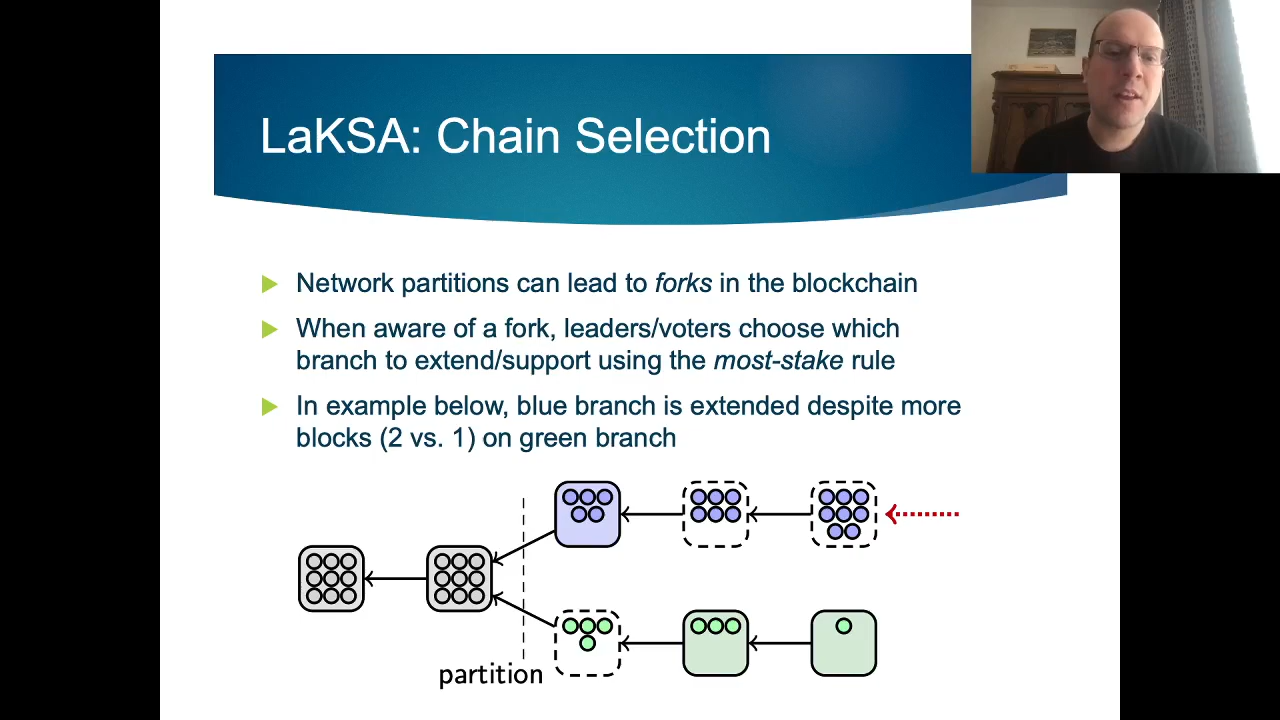 LaKSA: Chain Selection
Network partitions can lead to forks in the blockchain
When aware of a fork, leaders/voters choose which
branch to extend/support using the most-stake rule
In example below, blue branch is extended despite more
blocks (2 vs. 1) on green branch
partition